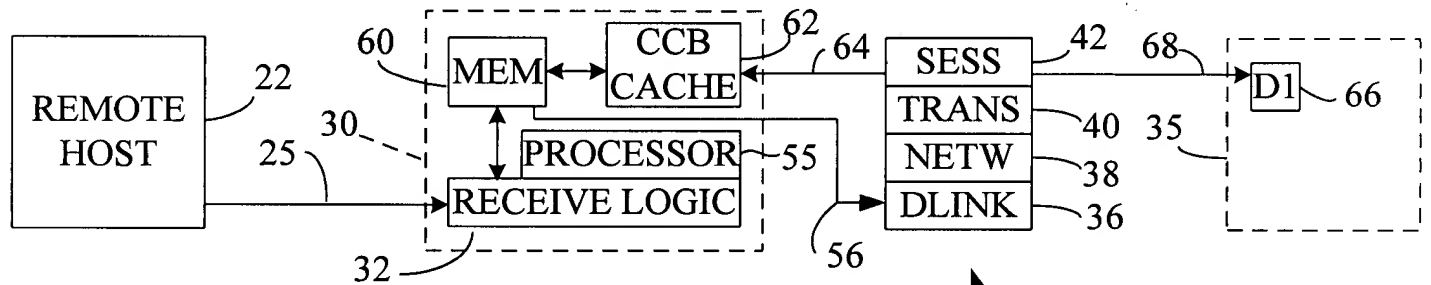 REMOTE
HOST
22
25
30
60
MEM
CCB
CACHE
62
PROCESSOR
55
RECEIVE LOGIC
32
64
56
SESS
42
TRANS
40
NETW
38
DLINK
36
68
D1
66
35